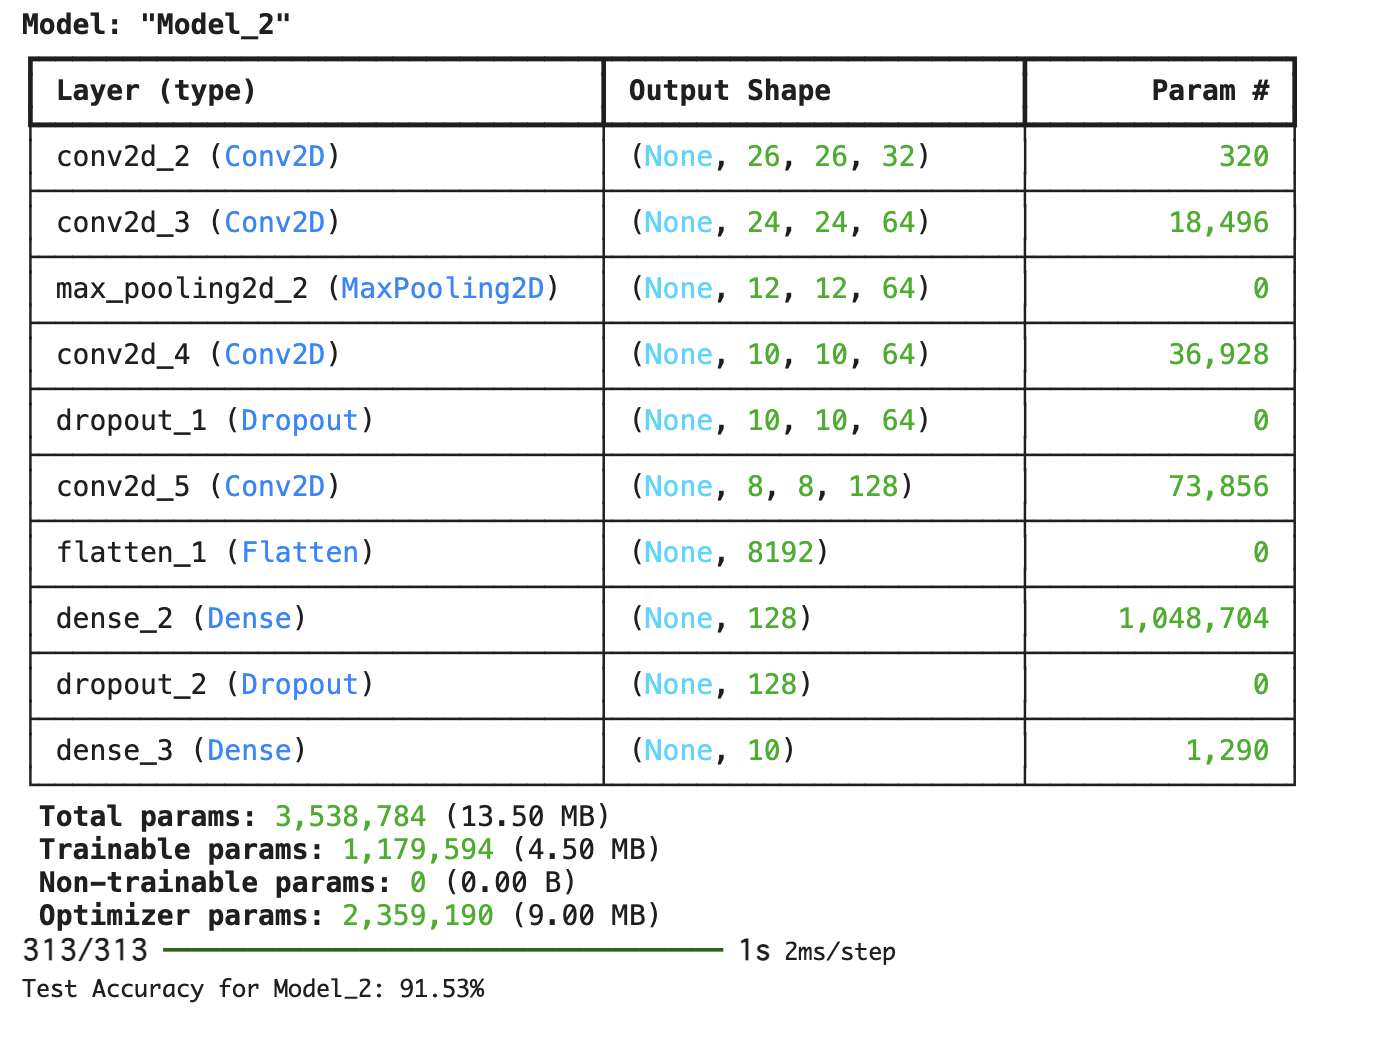 Model: "Model_2"
Layer (type) Output Shape Param #
conv2d_2 (Conv2D) (None, 26, 26, 32) 320
conv2d_3 (Conv2D) (None, 24, 24, 64) 18,496
max_pooling2d_2 (MaxPooling2D) (None, 12, 12, 64) 0
conv2d_4 (Conv2D) (None, 10, 10, 64) 36,928
dropout_1 (Dropout) (None, 10, 10, 64) 0
conv2d_5 (Conv2D) (None, 8, 8, 128) 73,856
flatten_1 (Flatten) (None, 8192) 0
dense_2 (Dense) (None, 128) 1,048,704
dropout_2 (Dropout) (None, 128) 0
dense_3 (Dense) (None, 10) 1,290
Total params: 3,538,784 (13.50 MB)
Trainable params: 1,179,594 (4.50 MB)
Non-trainable params: 0 (0.00 B)
Optimizer params: 2,359,190 (9.00 MB)
313/313 1s 2ms/step
Test Accuracy for Model_2: 91.53%